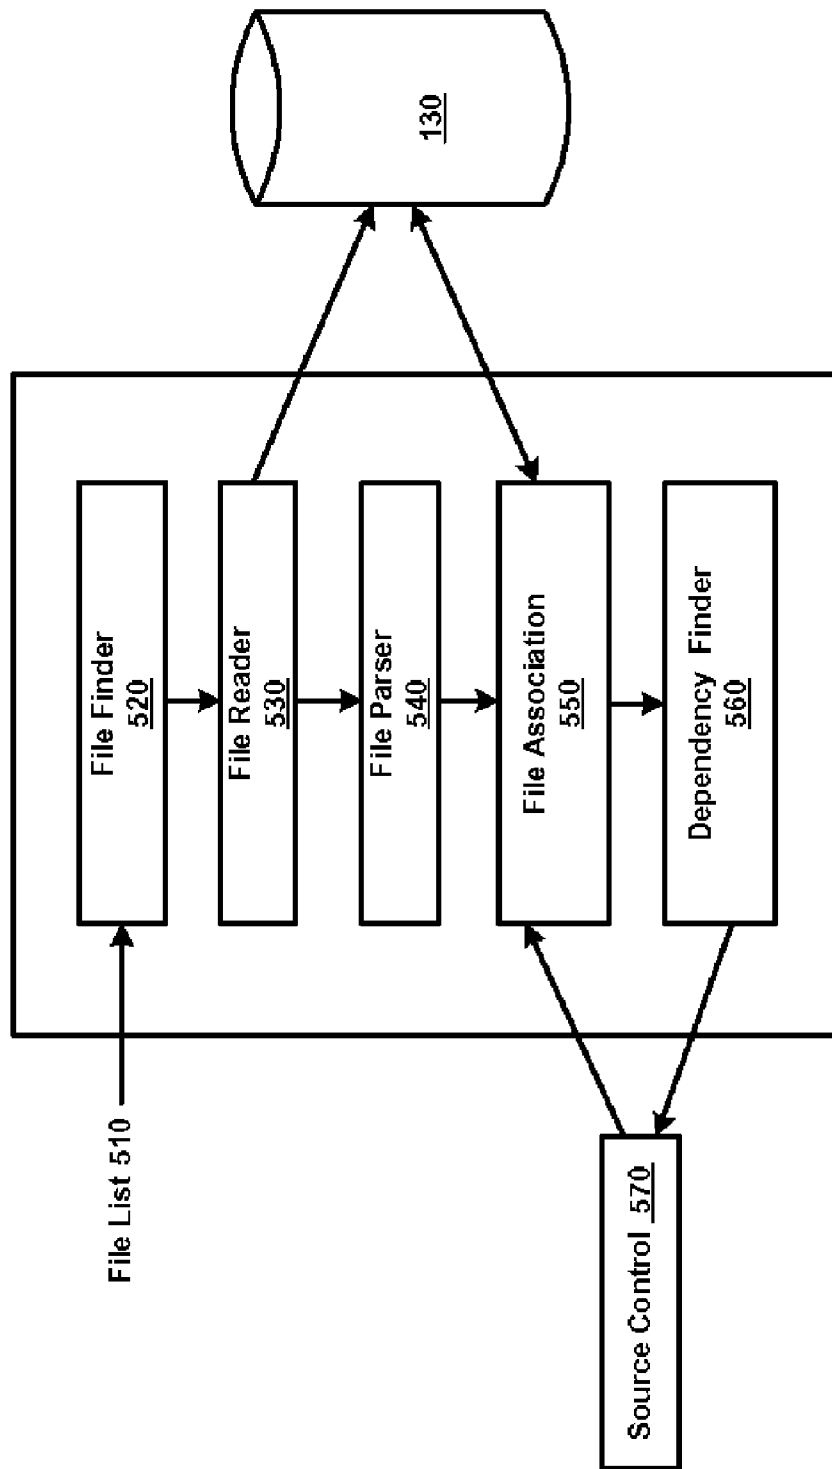 File List 510
File Finder
520
File Reader
530
File Parser
540
File Association
550
Dependency Finder
560
Source Control 570
130